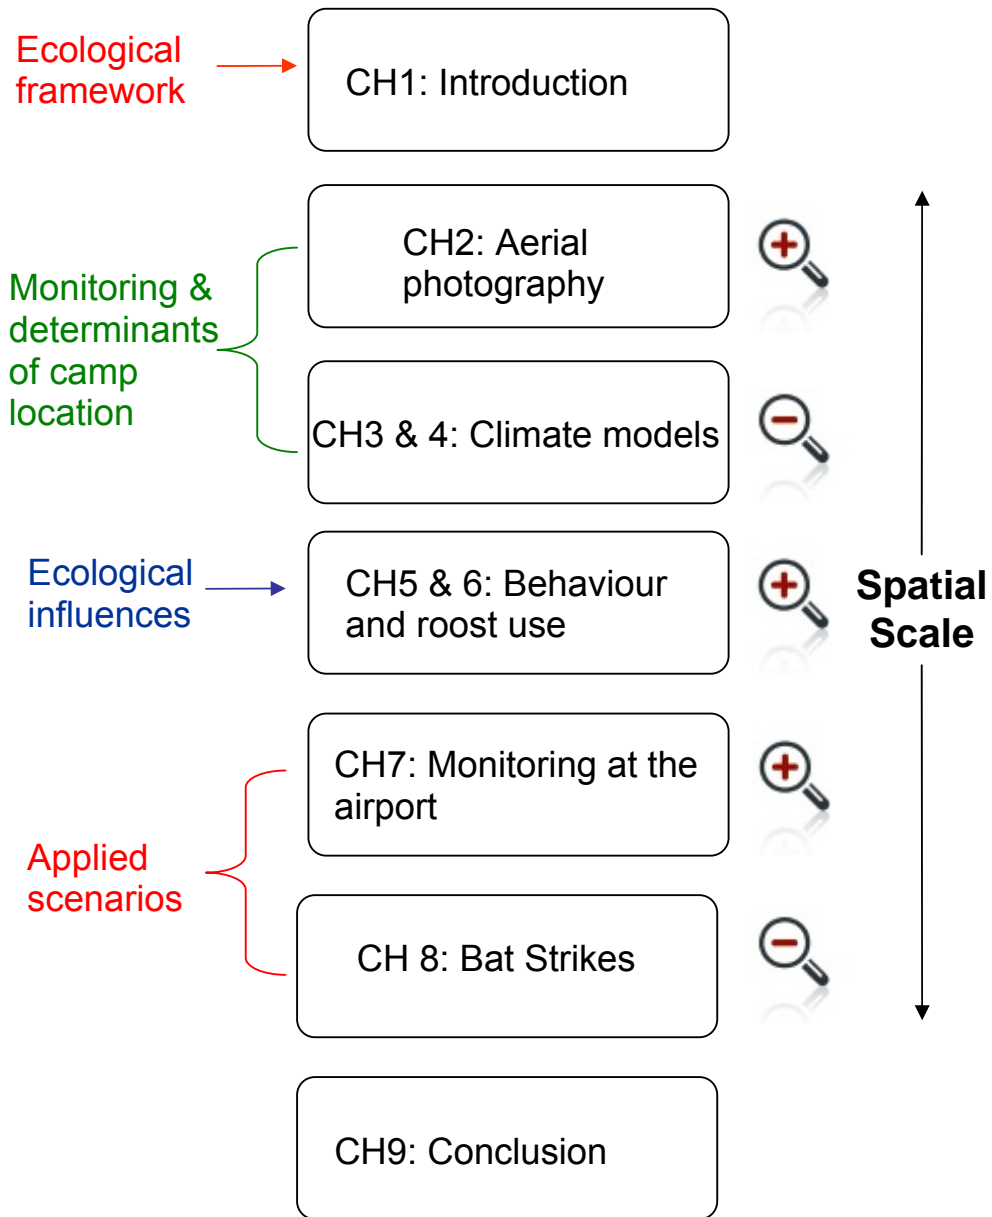 Ecological
framework
CH1: Introduction
CH2: Aerial
photography
Monitoring &
determinants
of camp
location
CH3 & 4: Climate models
Ecological
influences
CH5 & 6: Behaviour
and roost use
Spatial
Scale
CH7: Monitoring at the
airport
Applied
scenarios
CH 8: Bat Strikes
CH9: Conclusion